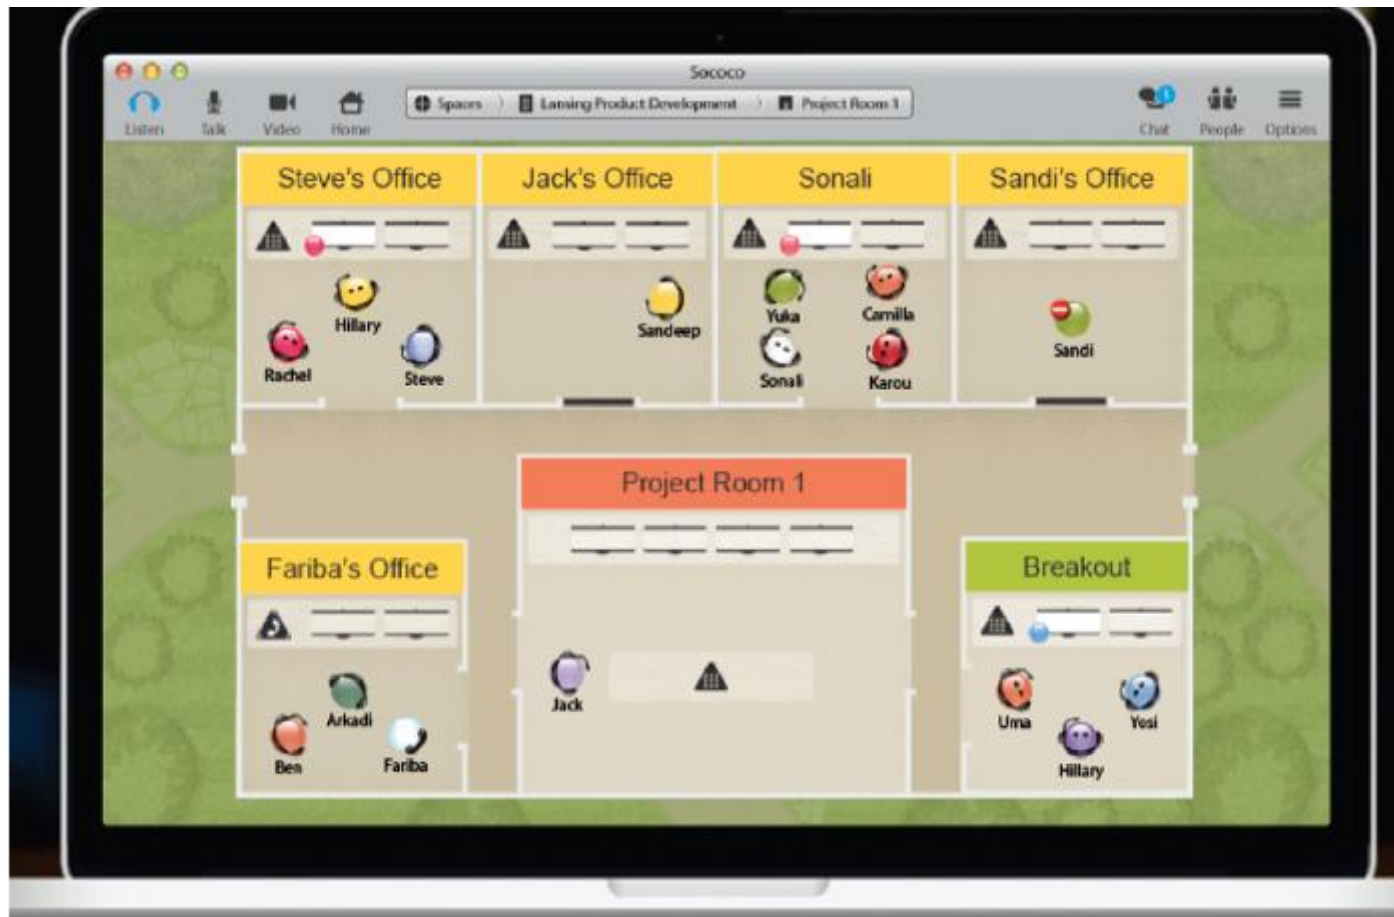 Sococo
Listen
Talk
Video
Home
Spaces
Lansing Product Development
Project Room 1
1
Chat
People
Options
Steve's Office
Jack's Office
Sonali
Sandi's Office
Hillary
Rachel
Steve
Sandeep
Yuka
Camilla
Sonali
Karou
Sandi
Project Room 1
Fariba's Office
Breakout
Jack
Arkadi
Ben
Fariba
Uma
Yosi
Hillary